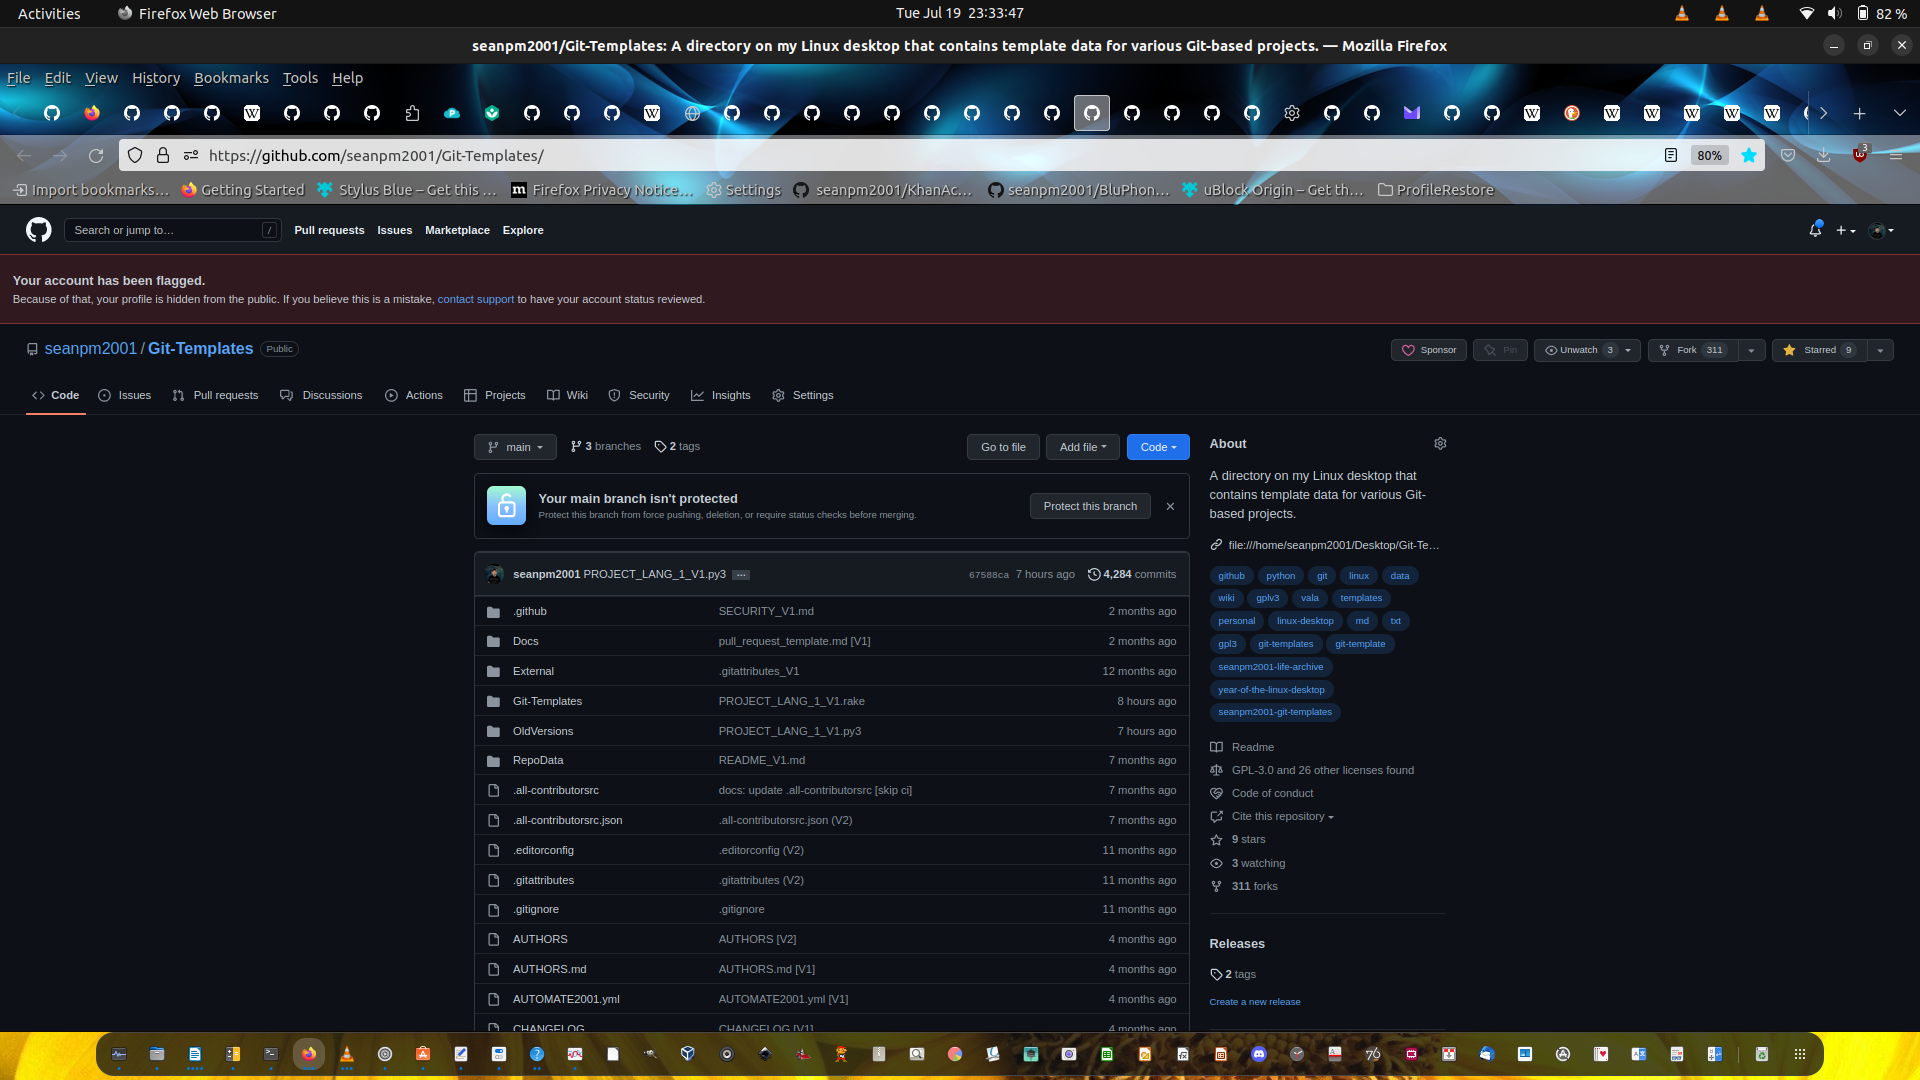 Activities
Firefox Web Browser
Tue Jul 19 23:33:47
82 %
seanpm2001/Git-Templates: A directory on my Linux desktop that contains template data for various Git-based projects. — Mozilla Firefox
File Edit View History Bookmarks Tools Help
https://github.com/seanpm2001/Git-Templates/
80%
3
Import bookmarks…
Getting Started
Stylus Blue – Get this …
Firefox Privacy Notice…
Settings
seanpm2001/KhanAc…
seanpm2001/BluPhon…
uBlock Origin – Get th…
ProfileRestore
Search or jump to…
/
Pull requests Issues Marketplace Explore
Your account has been flagged.
Because of that, your profile is hidden from the public. If you believe this is a mistake, contact support to have your account status reviewed.
seanpm2001 / Git-Templates Public
Sponsor
Pin
Unwatch 3
Fork 311
Starred 9
Code Issues Pull requests Discussions Actions Projects Wiki Security Insights Settings
main
3 branches
2 tags
Go to file
Add file
Code
Your main branch isn't protected
Protect this branch from force pushing, deletion, or require status checks before merging.
Protect this branch
seanpm2001 PROJECT_LANG_1_V1.py3 …
67588ca 7 hours ago
4,284 commits
.github SECURITY_V1.md 2 months ago
Docs pull_request_template.md [V1] 2 months ago
External .gitattributes_V1 12 months ago
Git-Templates PROJECT_LANG_1_V1.rake 8 hours ago
OldVersions PROJECT_LANG_1_V1.py3 7 hours ago
RepoData README_V1.md 7 months ago
.all-contributorsrc docs: update .all-contributorsrc [skip ci] 7 months ago
.all-contributorsrc.json .all-contributorsrc.json (V2) 7 months ago
.editorconfig .editorconfig (V2) 11 months ago
.gitattributes .gitattributes (V2) 11 months ago
.gitignore .gitignore 11 months ago
AUTHORS AUTHORS [V2] 4 months ago
AUTHORS.md AUTHORS.md [V1] 4 months ago
AUTOMATE2001.yml AUTOMATE2001.yml [V1] 4 months ago
CHANGELOG CHANGELOG [V1] 4 months ago
About
A directory on my Linux desktop that
contains template data for various Git-
based projects.
file:///home/seanpm2001/Desktop/Git-Te…
github python git linux data
wiki gplv3 vala templates
personal linux-desktop md txt
gpl3 git-templates git-template
seanpm2001-life-archive
year-of-the-linux-desktop
seanpm2001-git-templates
Readme
GPL-3.0 and 26 other licenses found
Code of conduct
Cite this repository
9 stars
3 watching
311 forks
Releases
2 tags
Create a new release